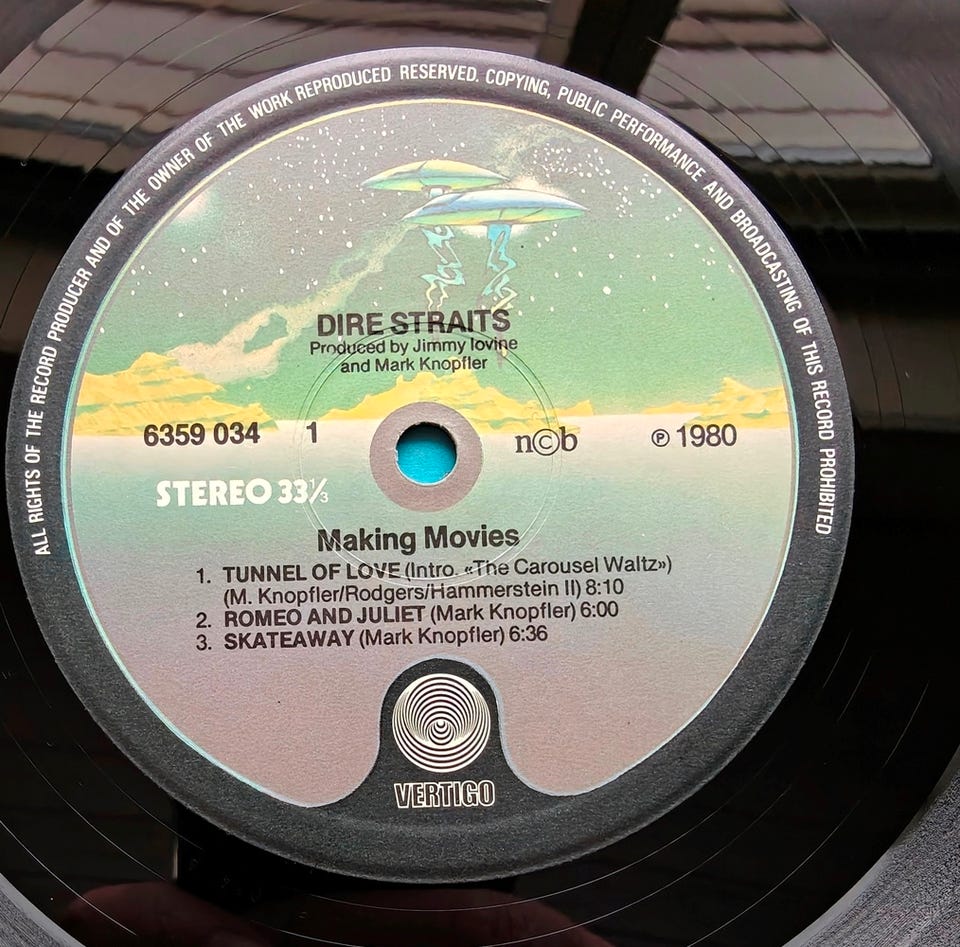 ALL RIGHTS OF THE RECORD PRODUCER AND OF THE OWNER OF THE WORK REPRODUCED RESERVED. COPYING, PUBLIC PERFORMANCE AND BROADCASTING OF THIS RECORD PROHIBITED
DIRE STRAITS
Produced by Jimmy Iovine
and Mark Knopfler
6359 034 1 n©b ℗ 1980
STEREO 33⅓
Making Movies
1. TUNNEL OF LOVE (Intro. «The Carousel Waltz»)
(M. Knopfler/Rodgers/Hammerstein II) 8:10
2. ROMEO AND JULIET (Mark Knopfler) 6:00
3. SKATEAWAY (Mark Knopfler) 6:36
VERTIGO